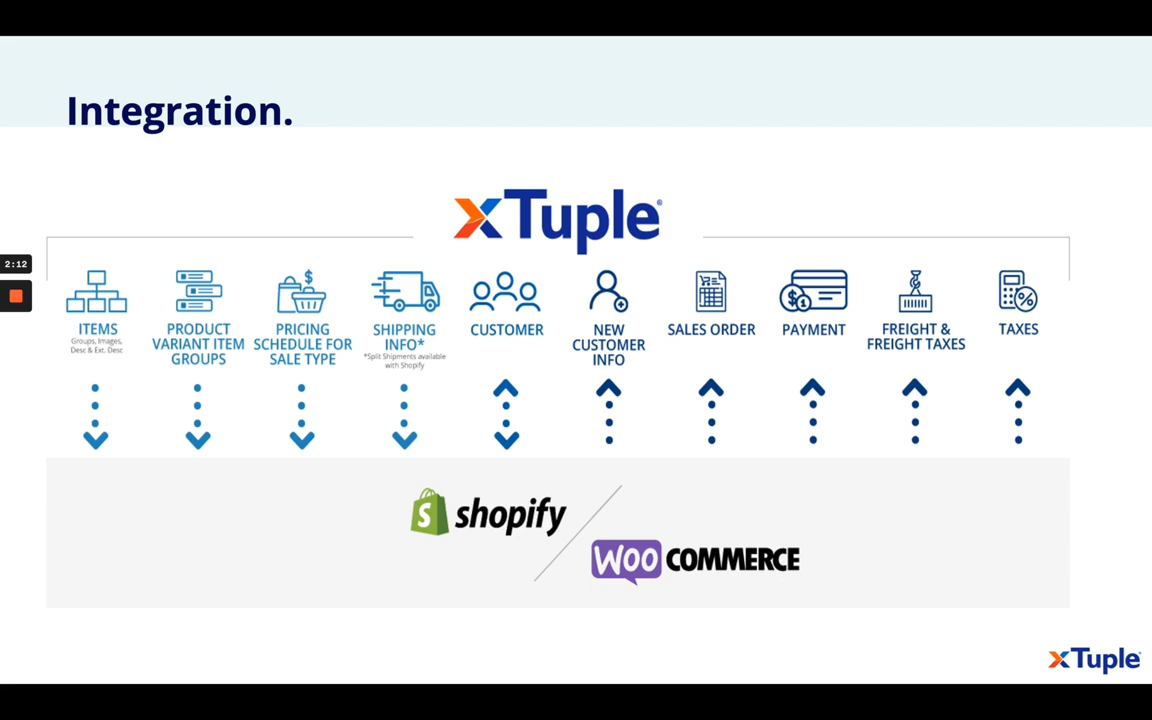 Integration.
xTuple®
2:12
ITEMS
Groups, Images,
Desc & Ext. Desc
PRODUCT
VARIANT ITEM
GROUPS
PRICING
SCHEDULE FOR
SALE TYPE
SHIPPING
INFO*
*Split Shipments available
with Shopify
CUSTOMER
NEW
CUSTOMER
INFO
SALES ORDER
PAYMENT
FREIGHT &
FREIGHT TAXES
TAXES
shopify
WOO COMMERCE
xTuple